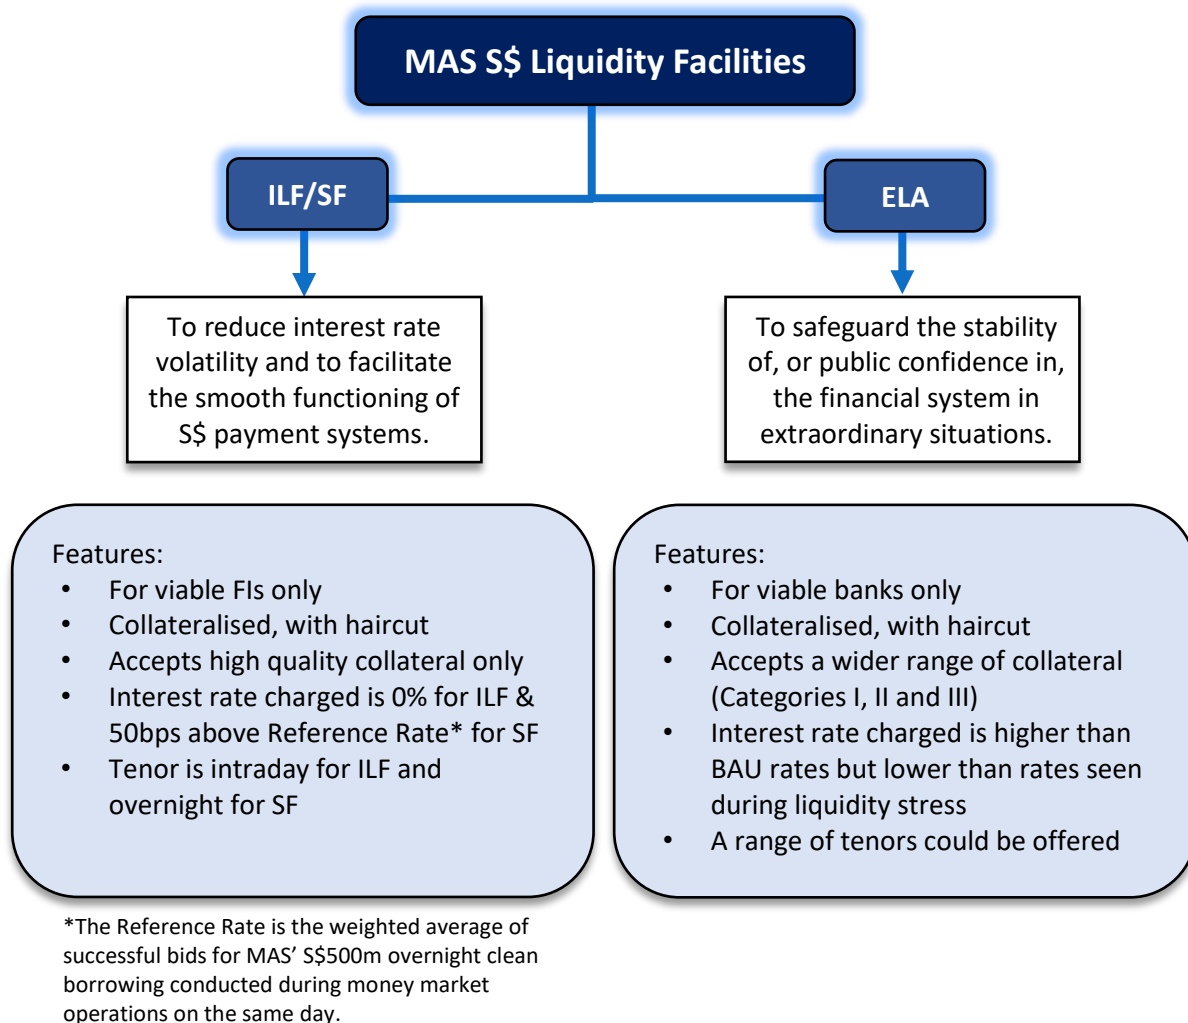 MAS S$ Liquidity Facilities
ILF/SF
ELA
To reduce interest rate
volatility and to facilitate
the smooth functioning of
S$ payment systems.
To safeguard the stability
of, or public confidence in,
the financial system in
extraordinary situations.
Features:
• For viable FIs only
• Collateralised, with haircut
• Accepts high quality collateral only
• Interest rate charged is 0% for ILF &
50bps above Reference Rate* for SF
• Tenor is intraday for ILF and
overnight for SF
Features:
• For viable banks only
• Collateralised, with haircut
• Accepts a wider range of collateral
(Categories I, II and III)
• Interest rate charged is higher than
BAU rates but lower than rates seen
during liquidity stress
• A range of tenors could be offered
*The Reference Rate is the weighted average of
successful bids for MAS’ S$500m overnight clean
borrowing conducted during money market
operations on the same day.